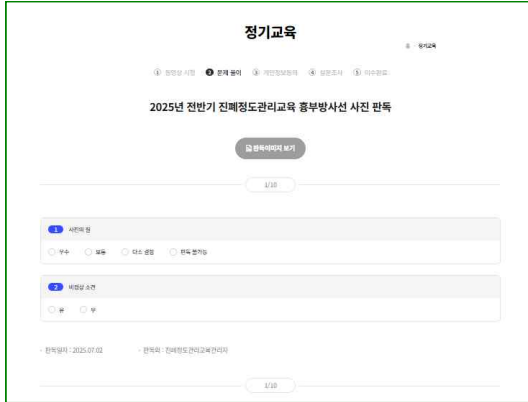 정기교육
정기교육
① 동영상 시청 ② 문제 풀이 ③ 개인정보동의 ④ 설문조사 ⑤ 이수완료
2025년 전반기 진폐정도관리교육 흉부방사선 사진 판독
판독이미지 보기
1/10
1 사진의 질
우수 보통 다소 결함 판독 불가능
2 비정상 소견
유 무
- 판독일자 : 2025.07.02 - 판독의 : 진폐정도관리교육관리자
1/10